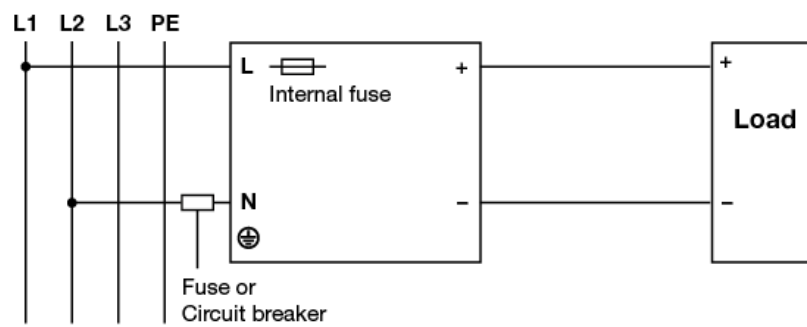 L1 L2 L3 PE
L
Internal fuse
+
+
Load
N
−
−
Fuse or
Circuit breaker